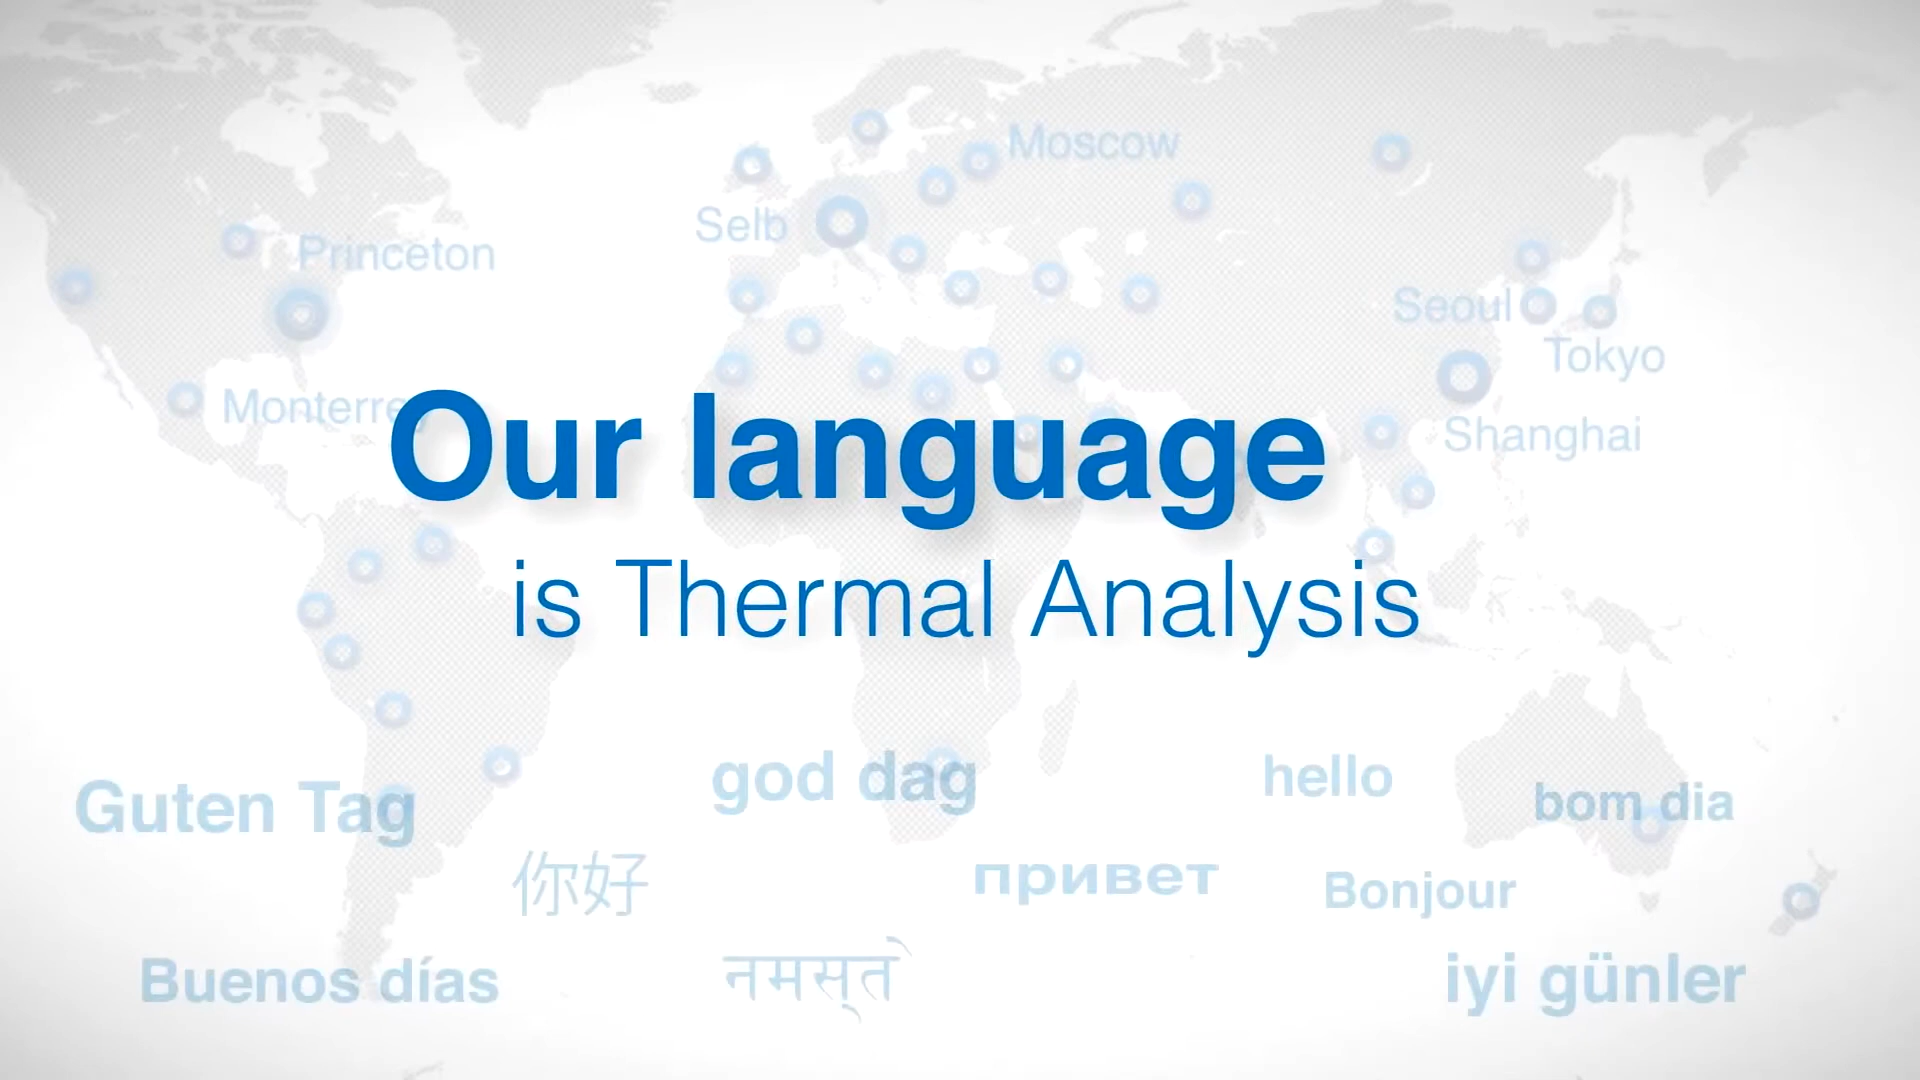 Moscow
Selb
Princeton
Seoul
Tokyo
Monterrey
Shanghai
Our language
is Thermal Analysis
god dag
hello
Guten Tag
bom dia
你好
привет
Bonjour
Buenos días
नमस्ते
iyi günler